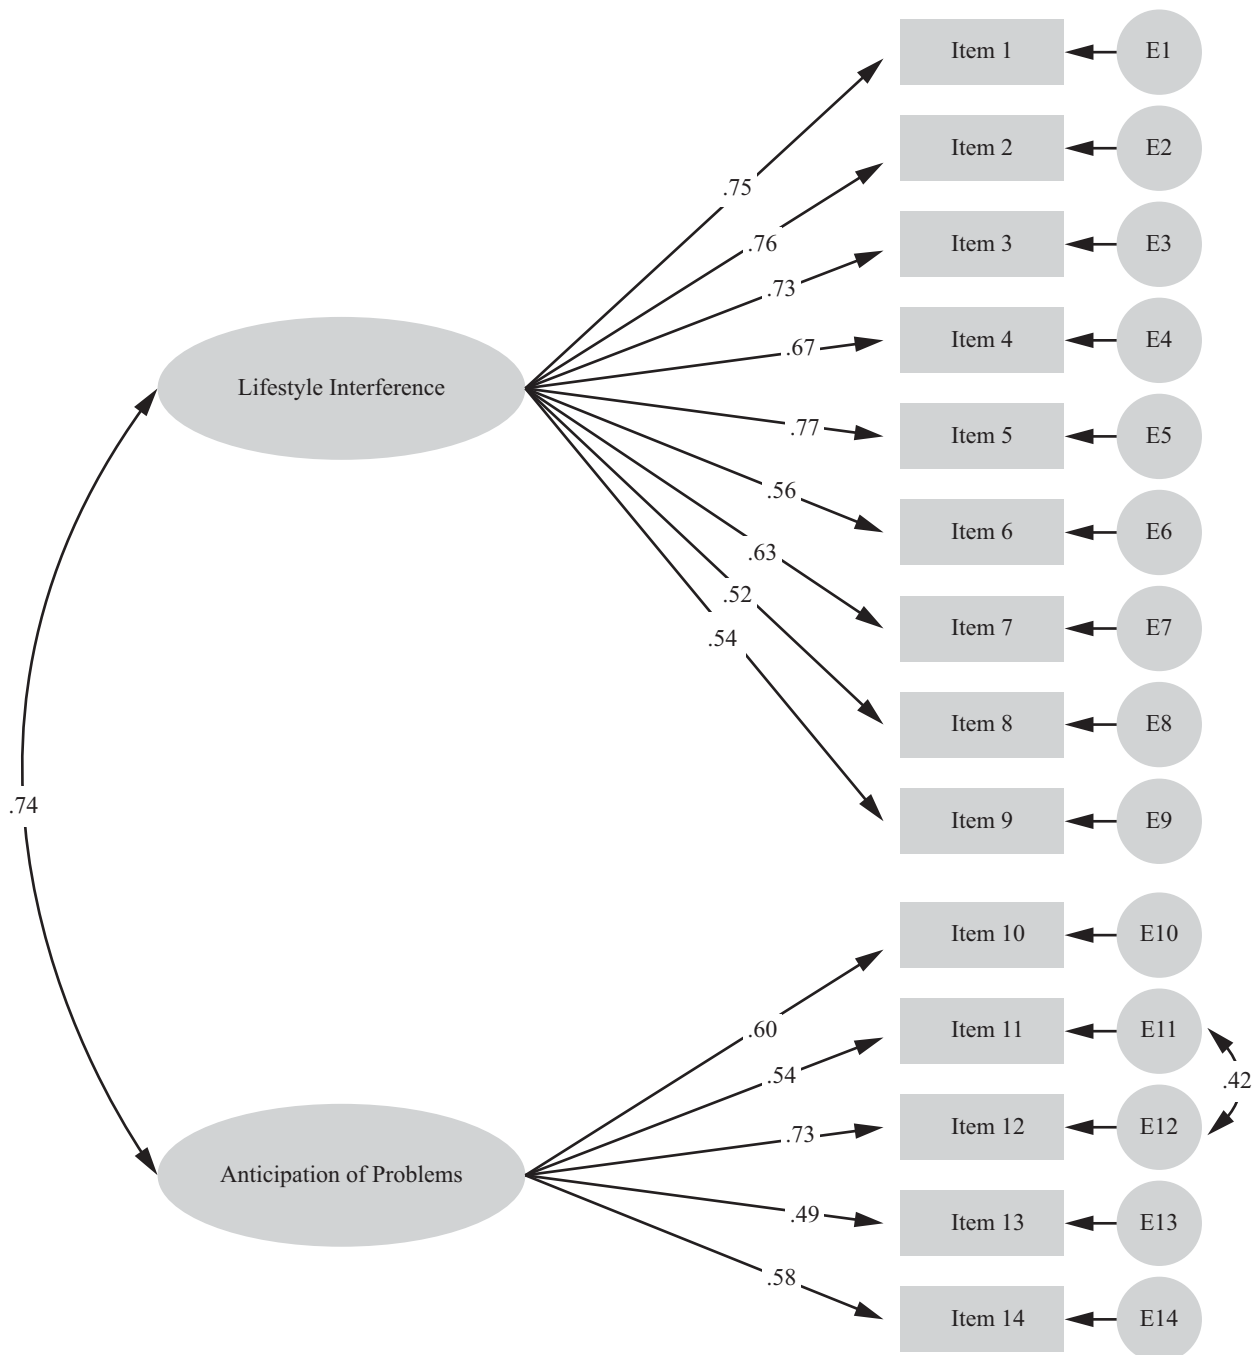 Item 1
E1
Item 2
E2
.75
.76
Item 3
E3
.73
Item 4
E4
.67
Lifestyle Interference
.77
Item 5
E5
.56
Item 6
E6
.63
.52
Item 7
E7
.54
Item 8
E8
.74
Item 9
E9
Item 10
E10
.60
Item 11
E11
.54
.42
.73
Item 12
E12
Anticipation of Problems
.49
Item 13
E13
.58
Item 14
E14